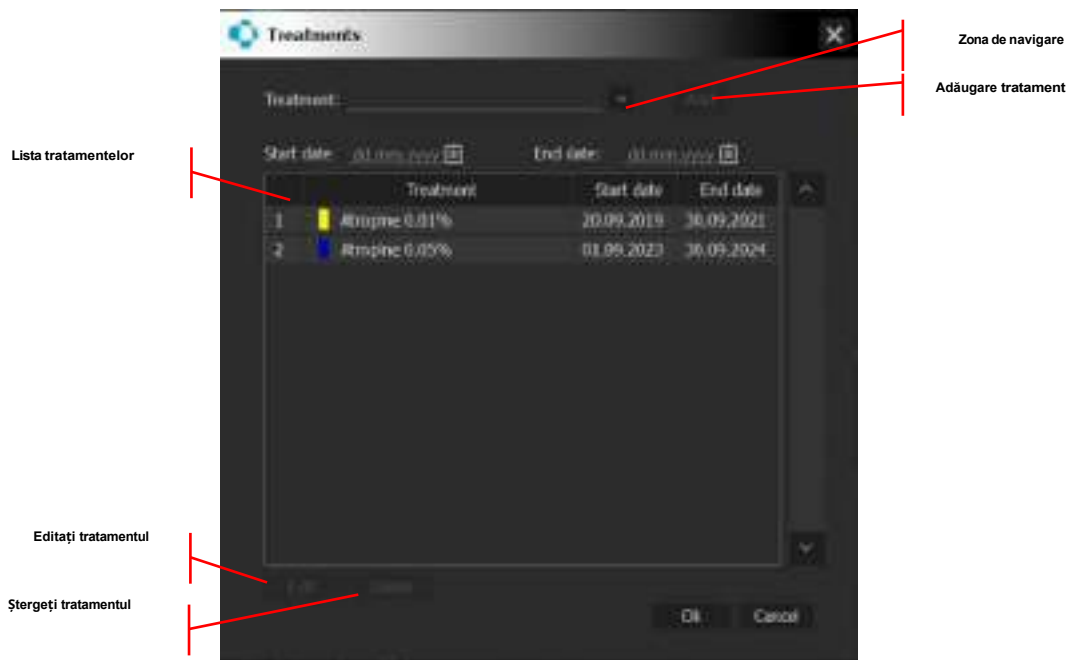 Treatments
Zona de navigare
Adăugare tratament
Treatment:
Add
Lista tratamentelor
Start date dd.mm.yyyy End date: dd.mm.yyyy
Treatment Start date End date
1 Atropine 0.01% 20.09.2019 30.09.2021
2 Atropine 0.05% 01.09.2023 30.09.2024
Editați tratamentul
Edit
Ștergeți tratamentul
Ok Cancel